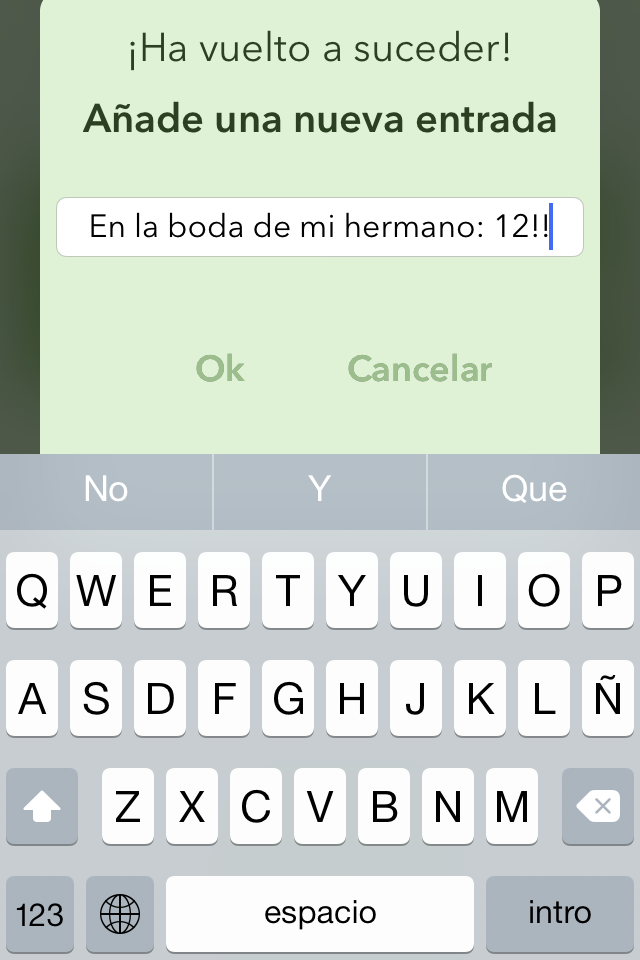 ¡Ha vuelto a suceder!
Añade una nueva entrada
En la boda de mi hermano: 12!!
Ok Cancelar
No Y Que
Q W E R T Y U I O P
A S D F G H J K L Ñ
Z X C V B N M
123 espacio intro